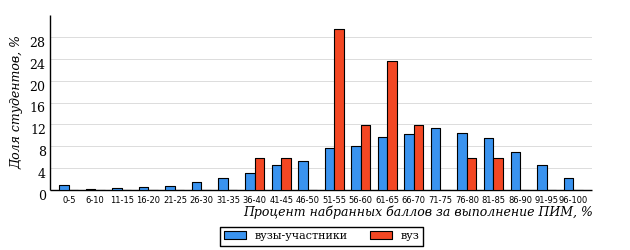 Доля студентов, %
28
24
20
16
12
8
4
0
0-5 6-10 11-15 16-20 21-25 26-30 31-35 36-40 41-45 46-50 51-55 56-60 61-65 66-70 71-75 76-80 81-85 86-90 91-95 96-100
Процент набранных баллов за выполнение ПИМ, %
вузы-участники вуз